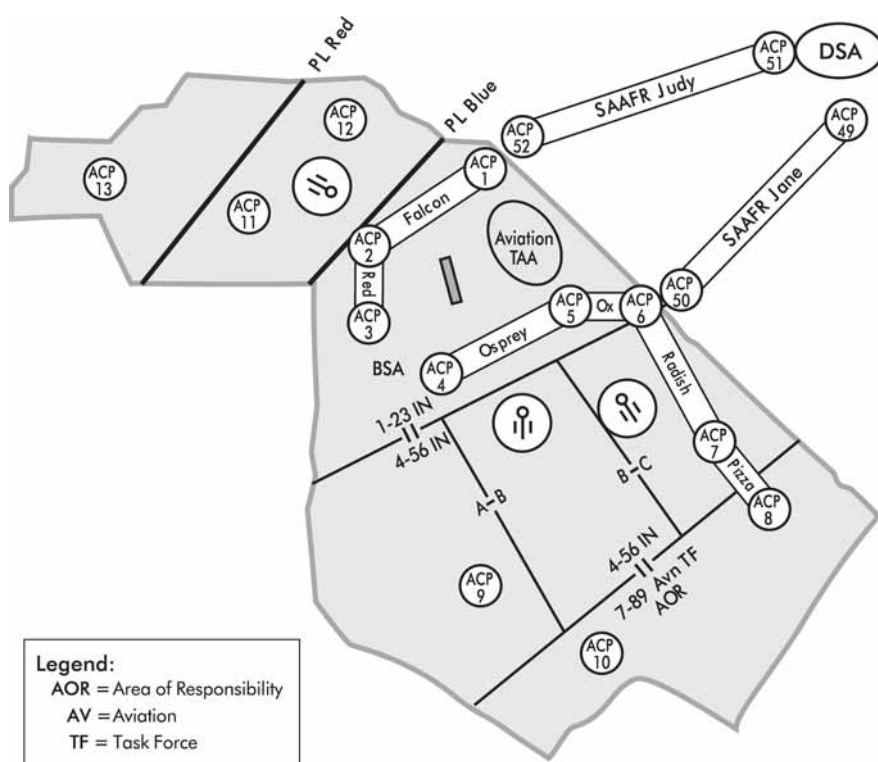 PL Red
PL Blue
ACP
51
DSA
SAAFR Judy
ACP
52
ACP
49
SAAFR Jane
ACP
50
ACP
12
ACP
13
ACP
11
ACP
1
Falcon
ACP
2
Red
ACP
3
Aviation
TAA
ACP
5
Ox
ACP
6
Osprey
ACP
4
BSA
Radish
ACP
7
Pizza
ACP
8
1-23 IN
4-56 IN
A-B
B-C
4-56 IN
7-89 Avn TF
AOR
ACP
9
ACP
10
Legend:
AOR = Area of Responsibility
AV = Aviation
TF = Task Force